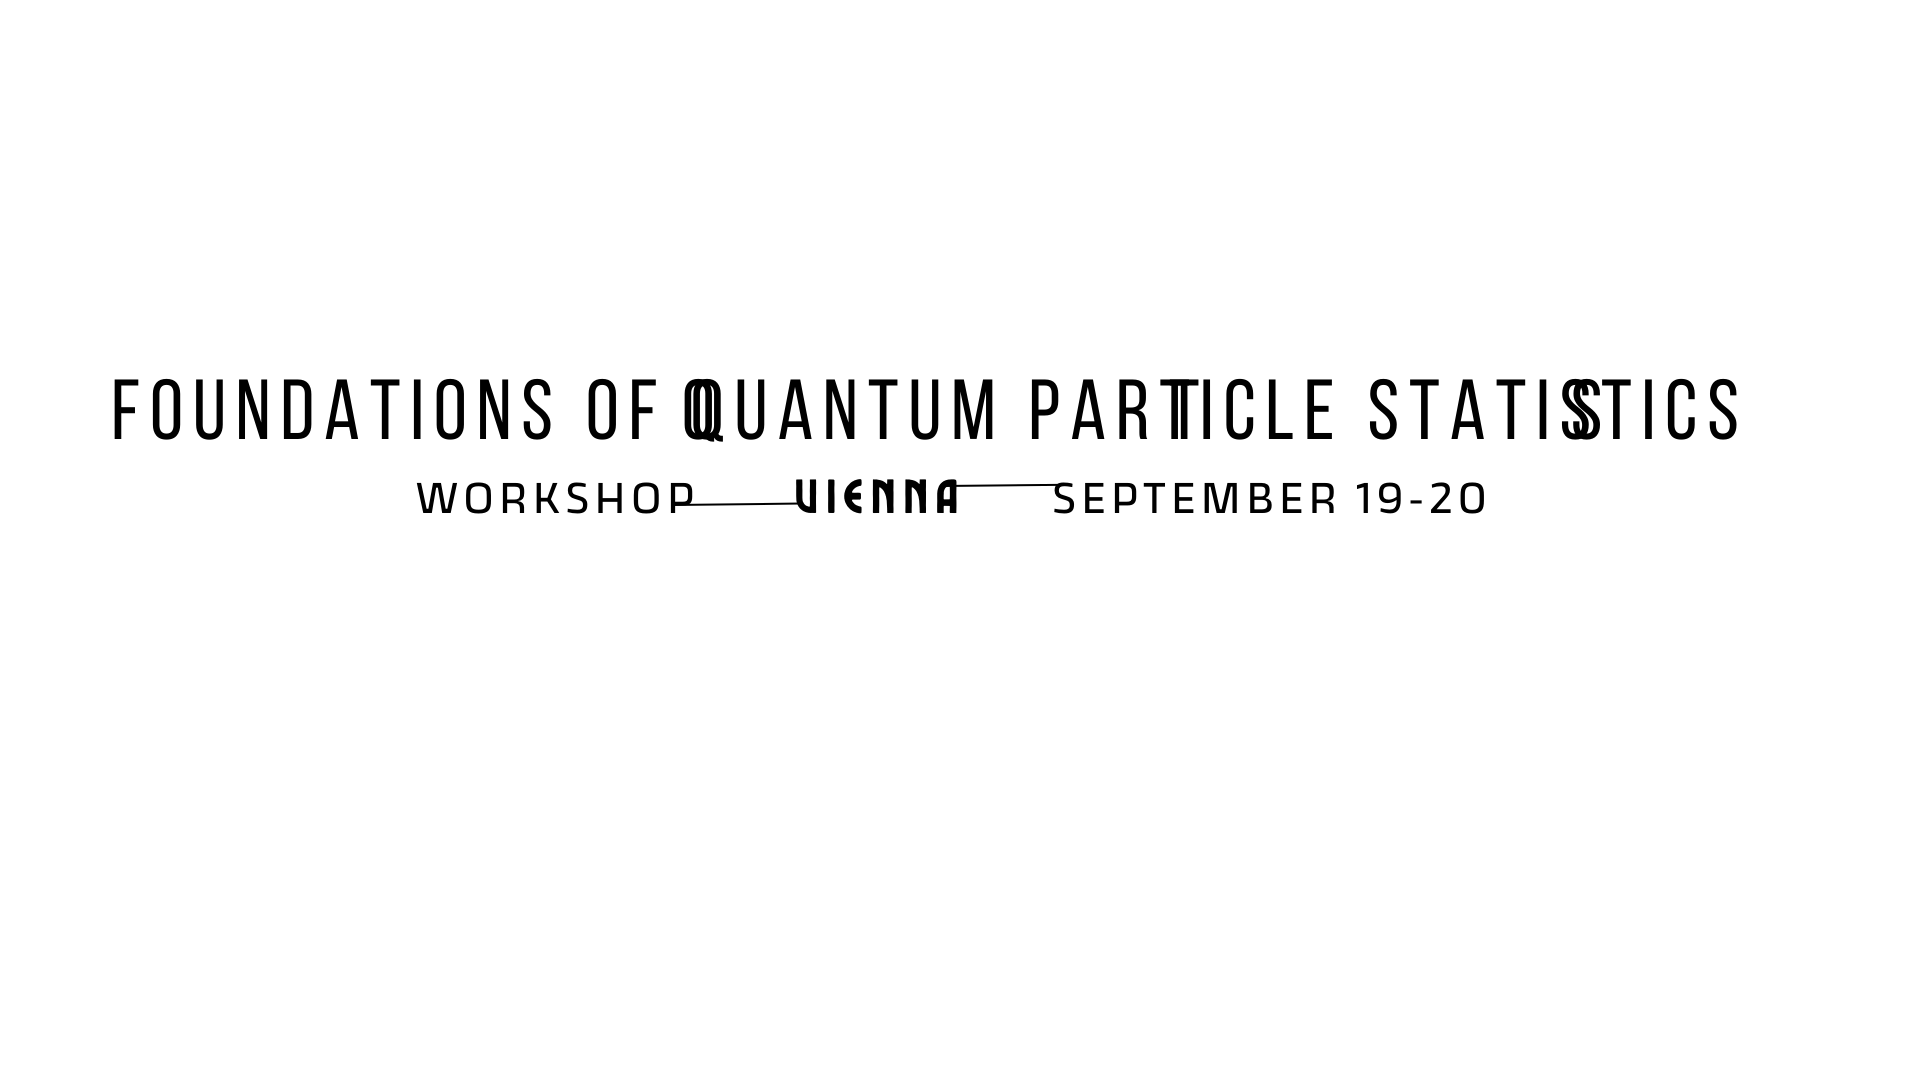 FOUNDATIONS OF QUANTUM PARTICLE STATISTICS
WORKSHOP VIENNA SEPTEMBER 19-20